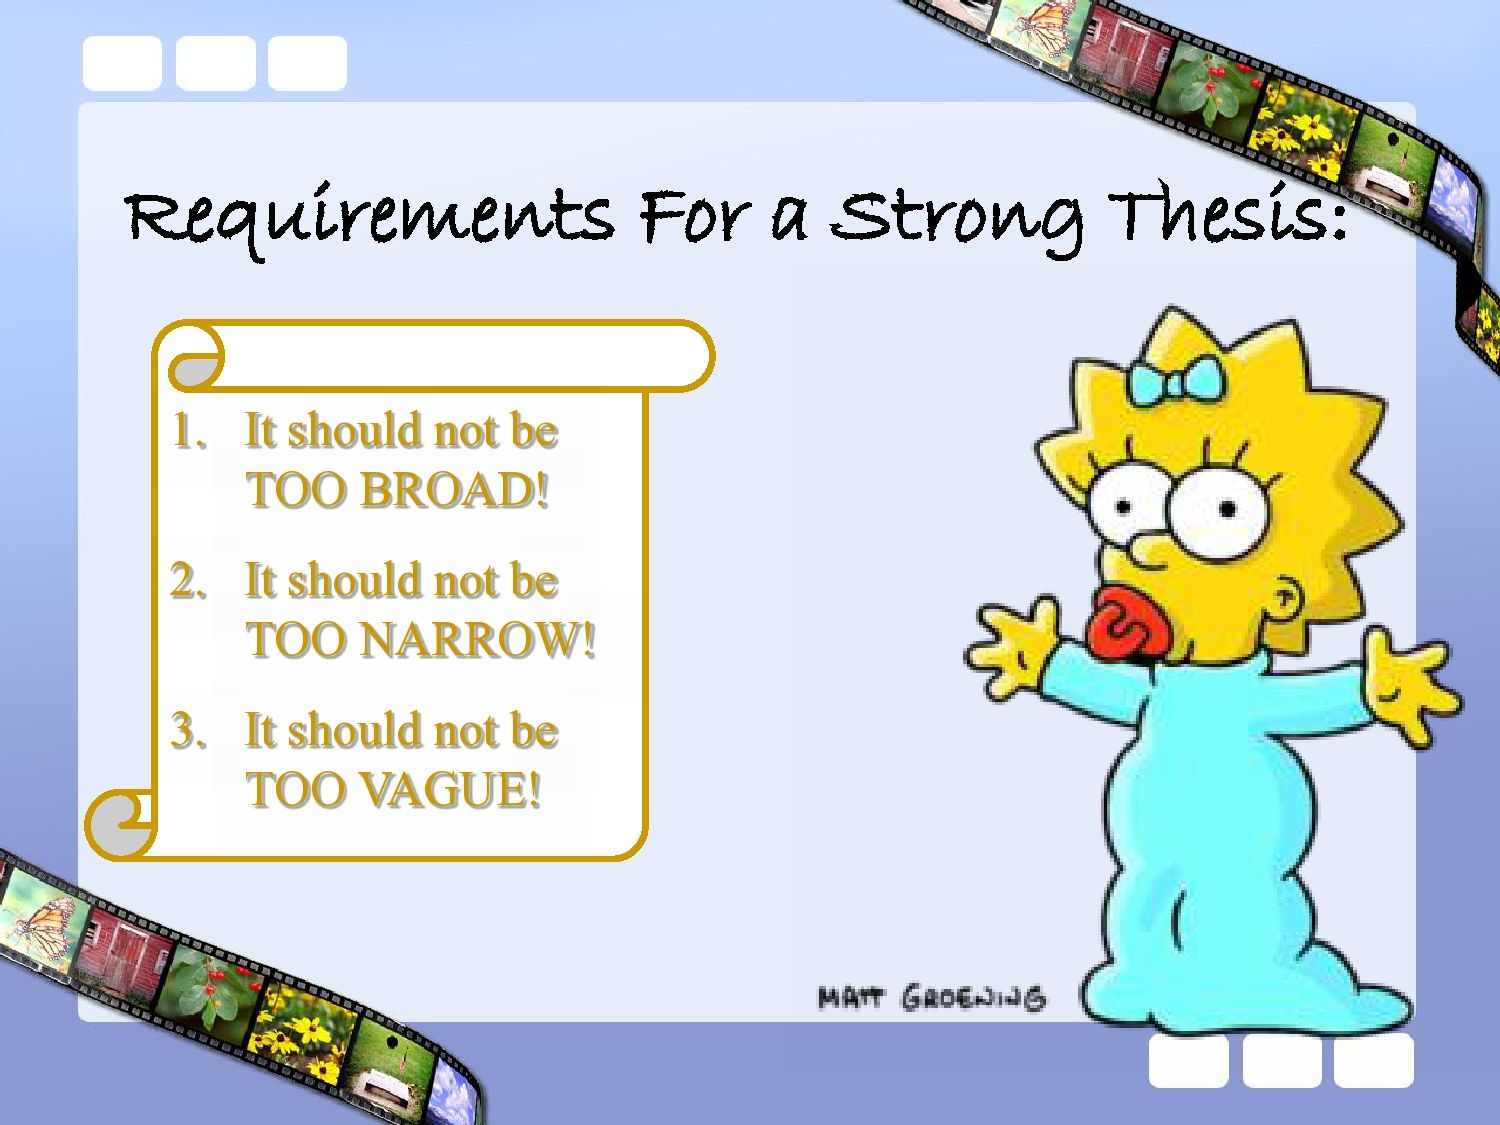 Requirements For a Strong Thesis:
1. It should not be
TOO BROAD!
2. It should not be
TOO NARROW!
3. It should not be
TOO VAGUE!
MATT GROENING